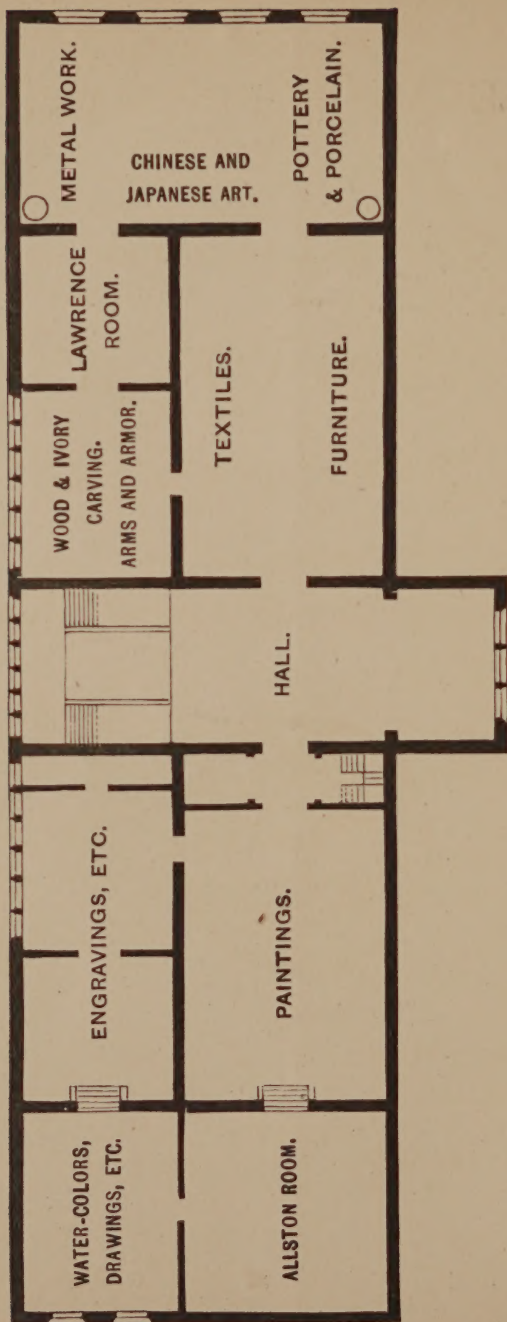 METAL WORK.
CHINESE AND
JAPANESE ART.
POTTERY
& PORCELAIN.
LAWRENCE
ROOM.
WOOD & IVORY
CARVING.
ARMS AND ARMOR.
TEXTILES.
FURNITURE.
HALL.
ENGRAVINGS, ETC.
PAINTINGS.
WATER-COLORS,
DRAWINGS, ETC.
ALLSTON ROOM.